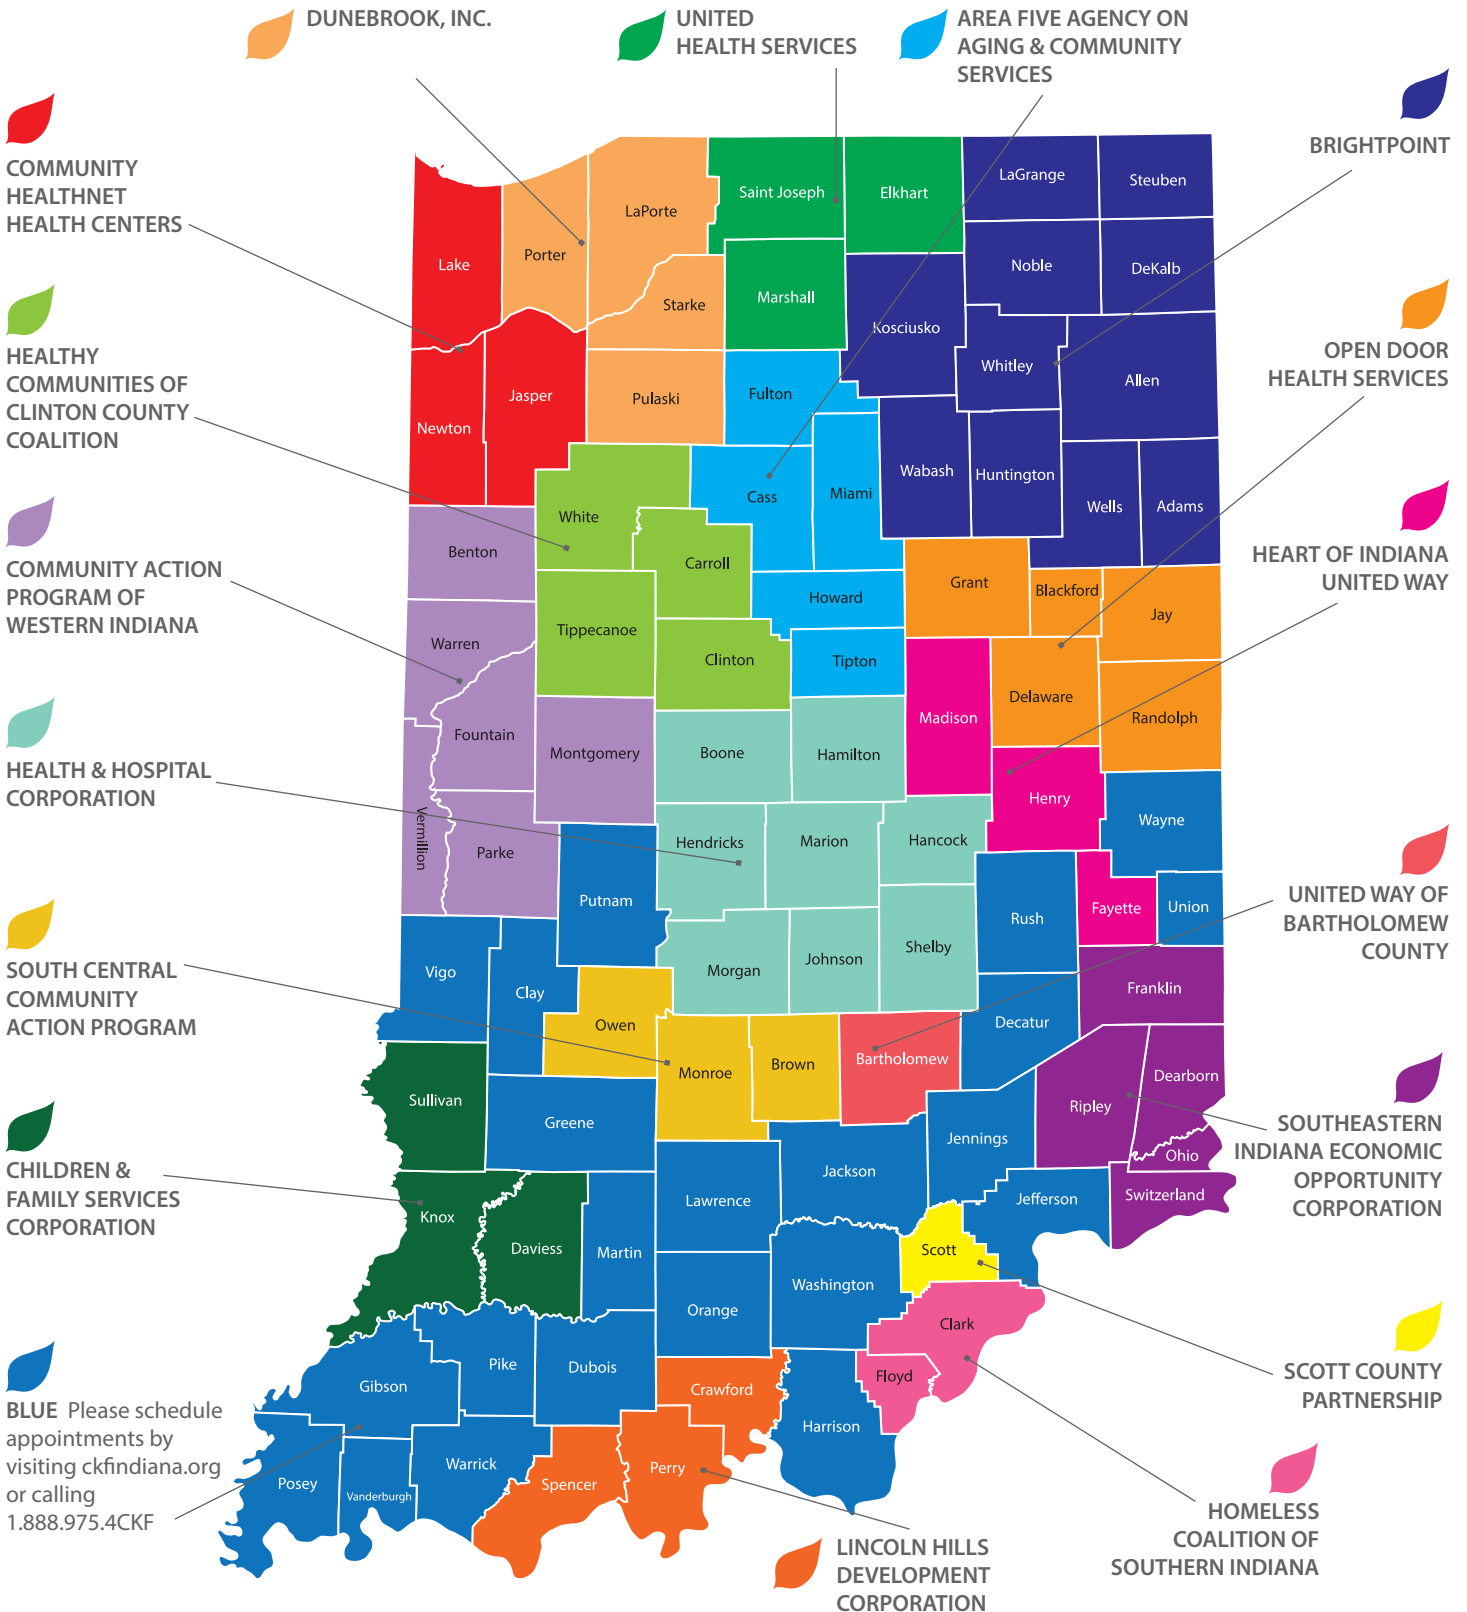 DUNEBROOK, INC.
UNITED
HEALTH SERVICES
AREA FIVE AGENCY ON
AGING & COMMUNITY
SERVICES
BRIGHTPOINT
COMMUNITY
HEALTHNET
HEALTH CENTERS
HEALTHY
COMMUNITIES OF
CLINTON COUNTY
COALITION
COMMUNITY ACTION
PROGRAM OF
WESTERN INDIANA
HEALTH & HOSPITAL
CORPORATION
SOUTH CENTRAL
COMMUNITY
ACTION PROGRAM
CHILDREN &
FAMILY SERVICES
CORPORATION
BLUE Please schedule
appointments by
visiting ckfindiana.org
or calling
1.888.975.4CKF
OPEN DOOR
HEALTH SERVICES
HEART OF INDIANA
UNITED WAY
UNITED WAY OF
BARTHOLOMEW
COUNTY
SOUTHEASTERN
INDIANA ECONOMIC
OPPORTUNITY
CORPORATION
SCOTT COUNTY
PARTNERSHIP
HOMELESS
COALITION OF
SOUTHERN INDIANA
LINCOLN HILLS
DEVELOPMENT
CORPORATION
Lake
Porter
LaPorte
Saint Joseph
Elkhart
LaGrange
Steuben
Noble
DeKalb
Starke
Marshall
Kosciusko
Whitley
Allen
Newton
Jasper
Pulaski
Fulton
Cass
Miami
Wabash
Huntington
Wells
Adams
Benton
White
Carroll
Howard
Grant
Blackford
Jay
Warren
Tippecanoe
Clinton
Tipton
Madison
Delaware
Randolph
Fountain
Montgomery
Boone
Hamilton
Henry
Wayne
Vermillion
Parke
Putnam
Hendricks
Marion
Hancock
Rush
Fayette
Union
Vigo
Clay
Owen
Morgan
Johnson
Shelby
Decatur
Franklin
Sullivan
Greene
Monroe
Brown
Bartholomew
Jennings
Ripley
Dearborn
Ohio
Switzerland
Jefferson
Knox
Daviess
Martin
Lawrence
Jackson
Scott
Washington
Orange
Clark
Floyd
Harrison
Crawford
Gibson
Pike
Dubois
Perry
Spencer
Warrick
Vanderburgh
Posey